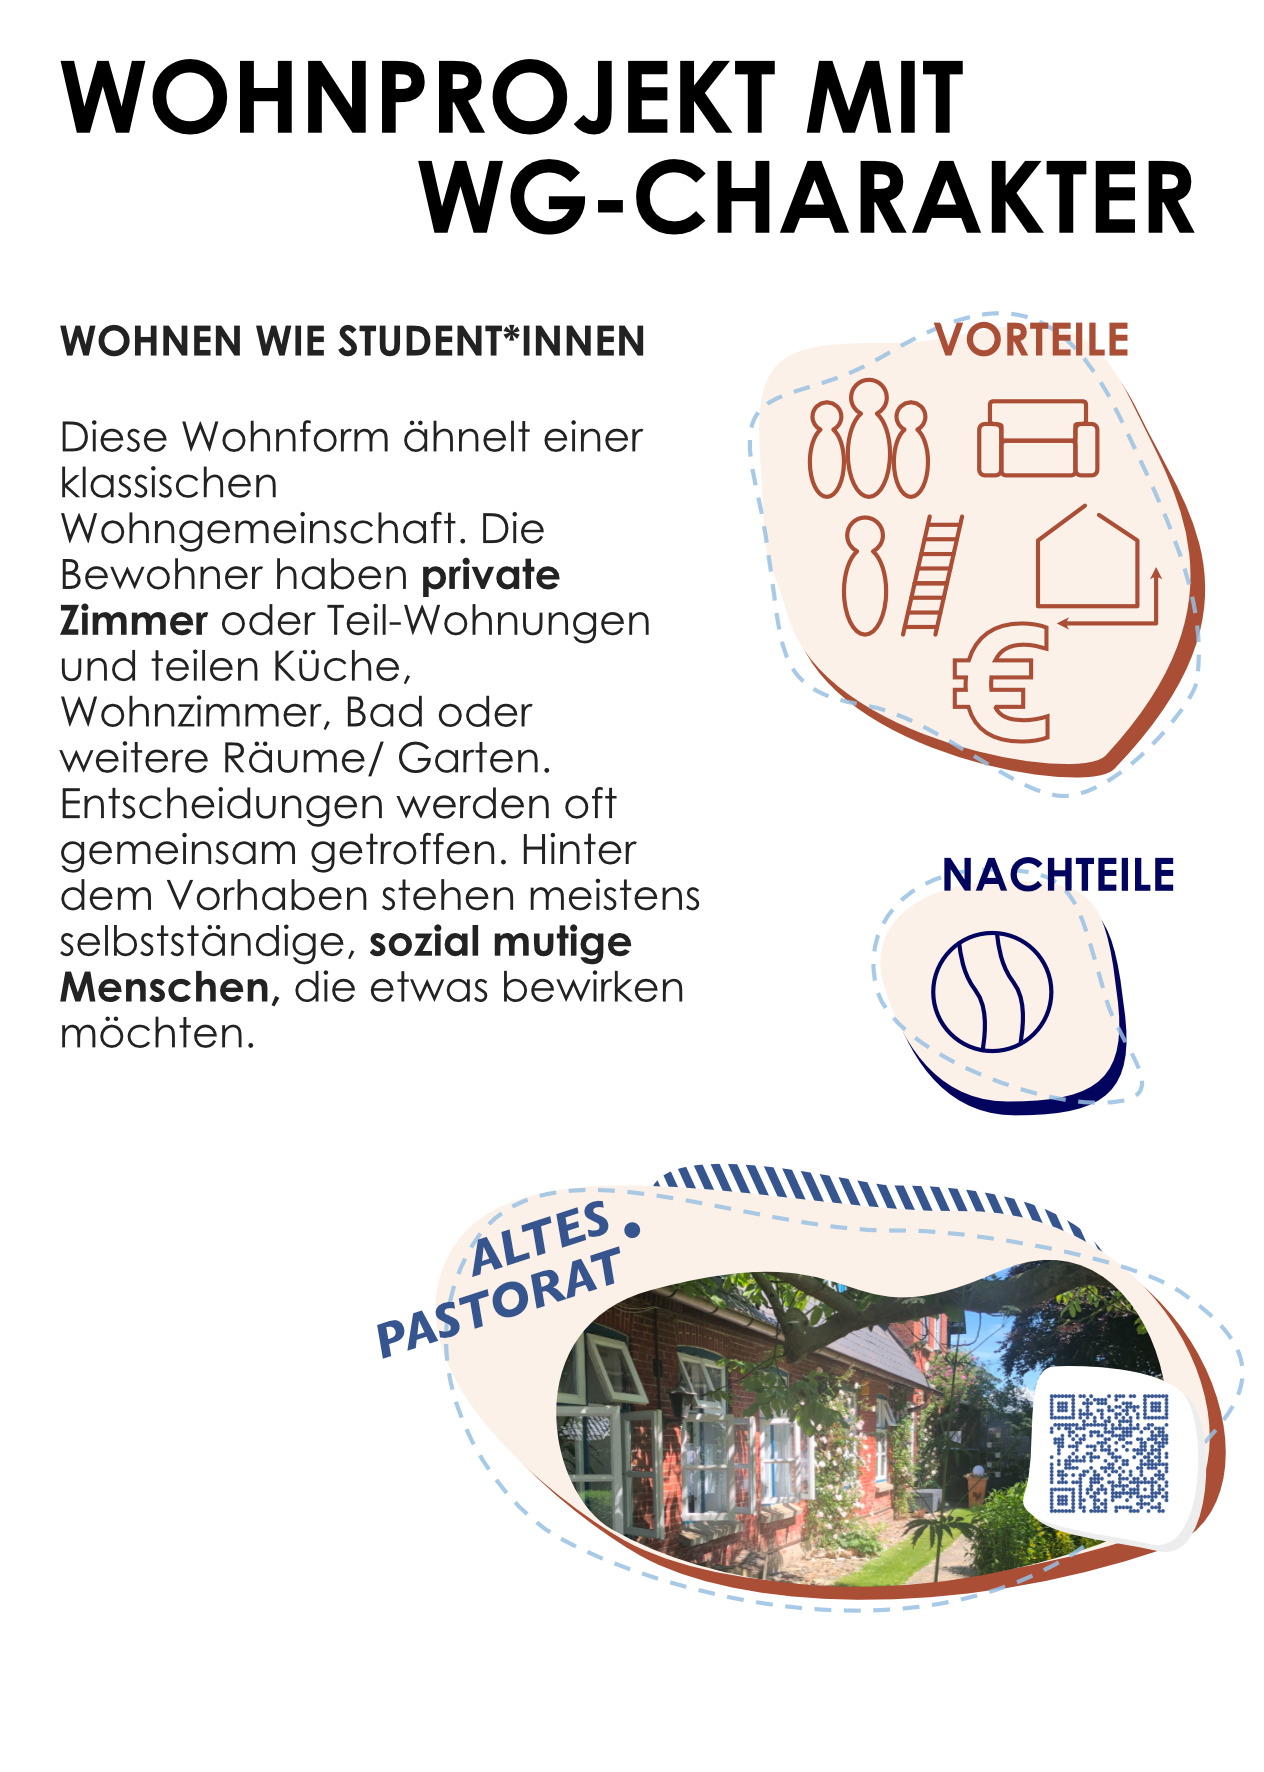 WOHNPROJEKT MIT
WG-CHARAKTER
WOHNEN WIE STUDENT*INNEN
Diese Wohnform ähnelt einer
klassischen
Wohngemeinschaft. Die
Bewohner haben private
Zimmer oder Teil-Wohnungen
und teilen Küche,
Wohnzimmer, Bad oder
weitere Räume/ Garten.
Entscheidungen werden oft
gemeinsam getroffen. Hinter
dem Vorhaben stehen meistens
selbstständige, sozial mutige
Menschen, die etwas bewirken
möchten.
VORTEILE
€
NACHTEILE
ALTES
PASTORAT